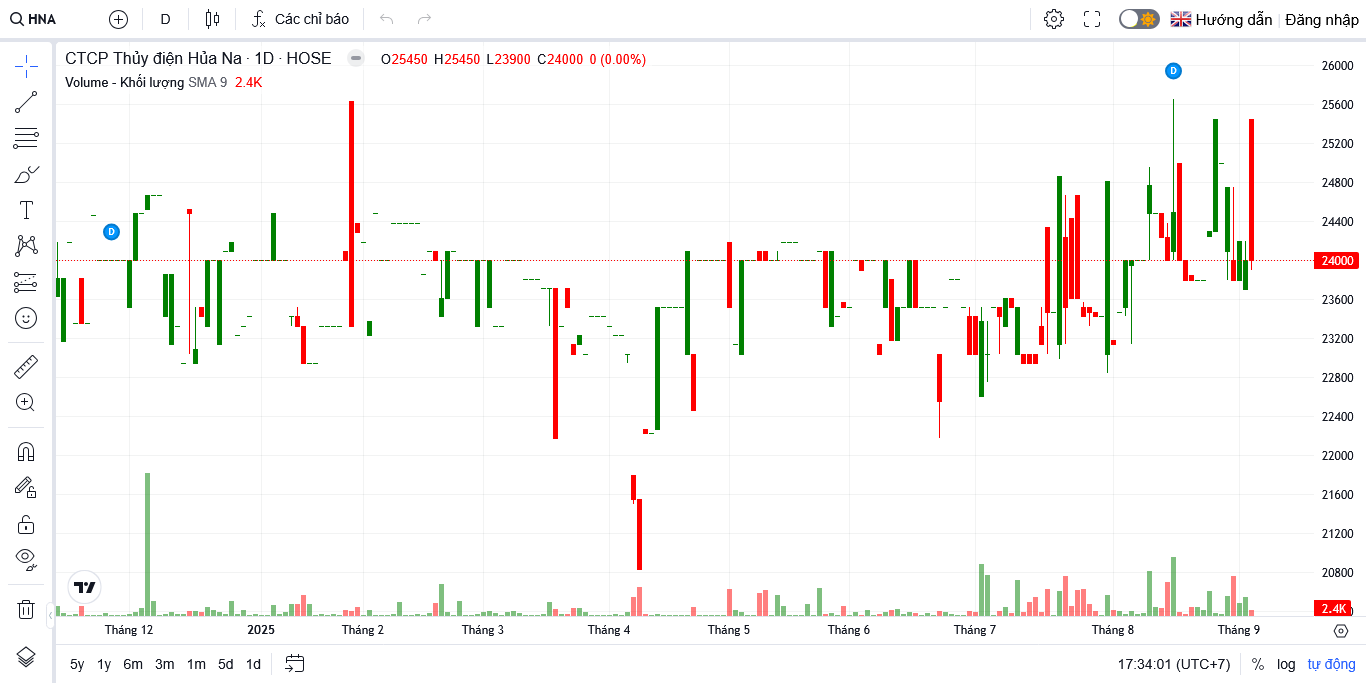 HNA D Các chỉ báo Hướng dẫn Đăng nhập
CTCP Thủy điện Hủa Na · 1D · HOSE O25450 H25450 L23900 C24000 0 (0.00%)
Volume - Khối lượng SMA 9 2.4K
D
D
26000
25600
25200
24800
24400
24000
23600
23200
22800
22400
22000
21600
21200
20800
2.4K
Tháng 12 2025 Tháng 2 Tháng 3 Tháng 4 Tháng 5 Tháng 6 Tháng 7 Tháng 8 Tháng 9
5y 1y 6m 3m 1m 5d 1d 17:34:01 (UTC+7) % log tự động